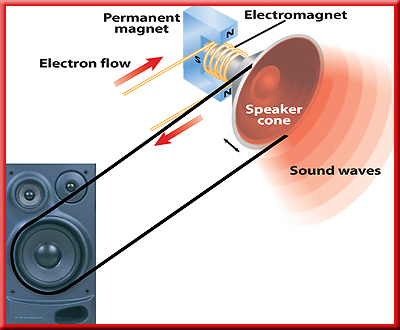 Permanent
magnet
Electromagnet
N
S
N
Electron flow
Speaker
cone
Sound waves